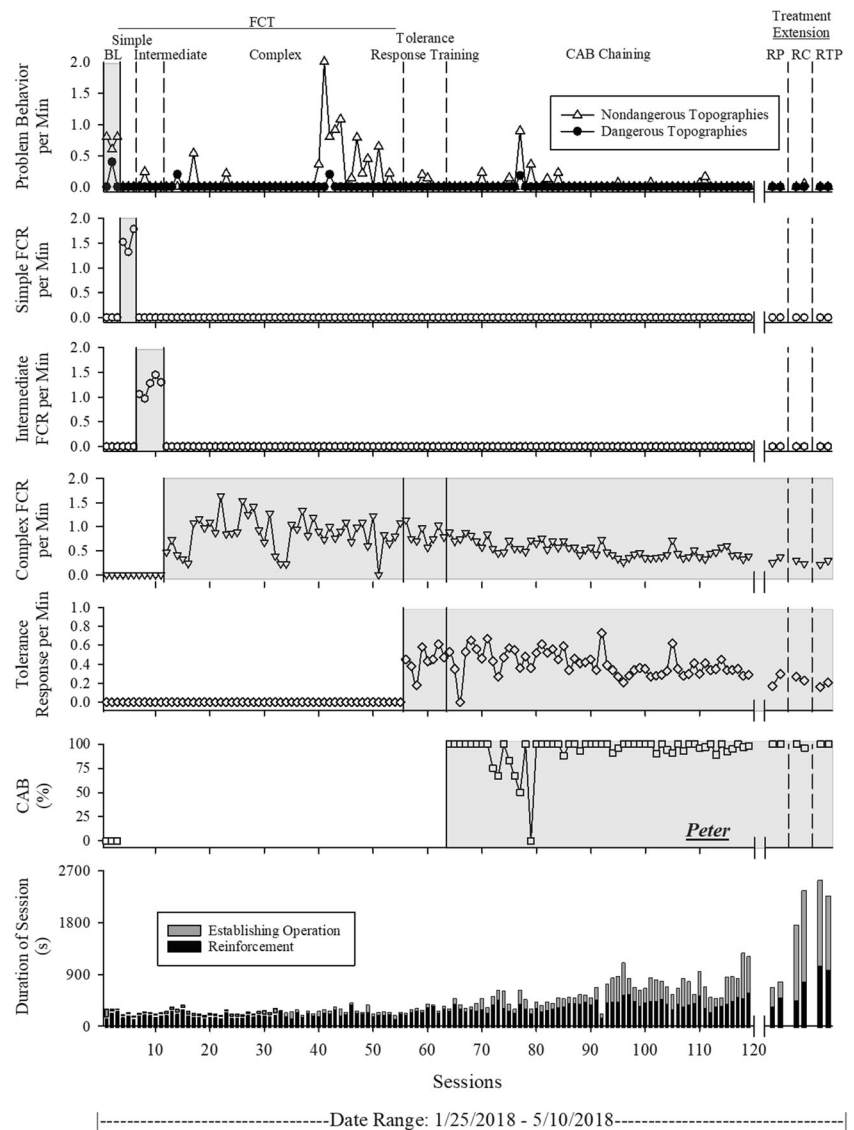 FCT
Treatment
Extension
Simple
Tolerance
BL
Intermediate
Complex
Response Training
CAB Chaining
RP
RC
RTP
Problem Behavior
per Min
2.0
1.5
1.0
0.5
0.0
Nondangerous Topographies
Dangerous Topographies
Simple FCR
per Min
2.0
1.5
1.0
0.5
0.0
Intermediate
FCR per Min
2.0
1.5
1.0
0.5
0.0
Complex FCR
per Min
2.0
1.5
1.0
0.5
0.0
Tolerance
Response per Min
1.0
0.8
0.6
0.4
0.2
0.0
CAB
(%)
100
75
50
25
0
Peter
Duration of Session
(s)
2700
1800
900
0
Establishing Operation
Reinforcement
10 20 30 40 50 60 70 80 90 100 110 120
Sessions
|-----------------------------Date Range: 1/25/2018 - 5/10/2018-----------------------------|